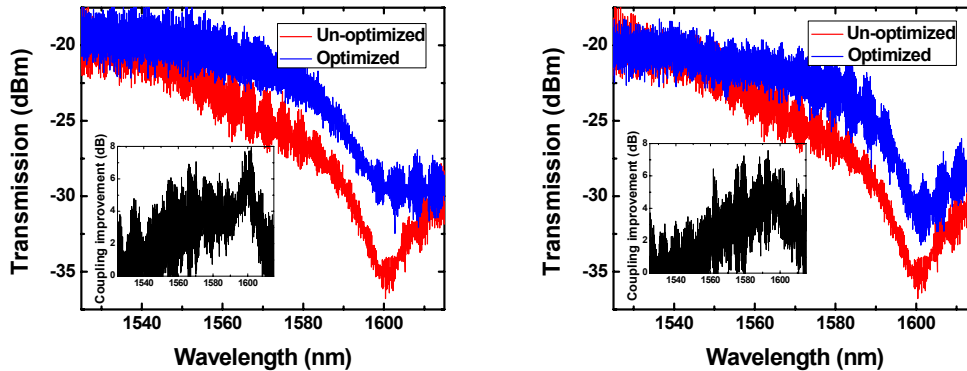 Un-optimized
Optimized
Transmission (dBm)
-20
-25
-30
-35
Coupling improvement (dB)
8
6
4
2
0
1540 1560 1580 1600
1540 1560 1580 1600
Wavelength (nm)
Un-optimized
Optimized
Transmission (dBm)
-20
-25
-30
-35
Coupling improvement (dB)
8
6
4
2
0
1540 1560 1580 1600
1540 1560 1580 1600
Wavelength (nm)